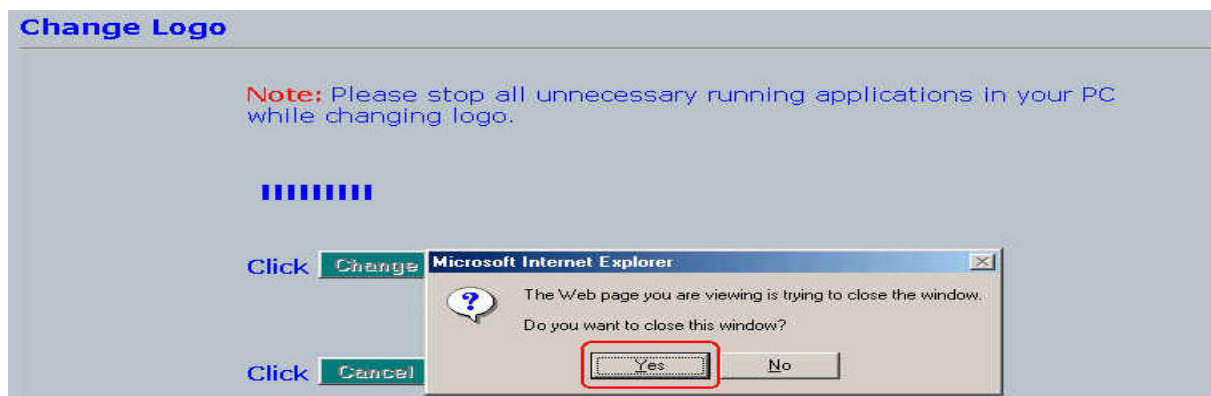 Change Logo
Note: Please stop all unnecessary running applications in your PC
while changing logo.
Click Change
Microsoft Internet Explorer
The Web page you are viewing is trying to close the window.
Do you want to close this window?
Yes No
Click Cancel